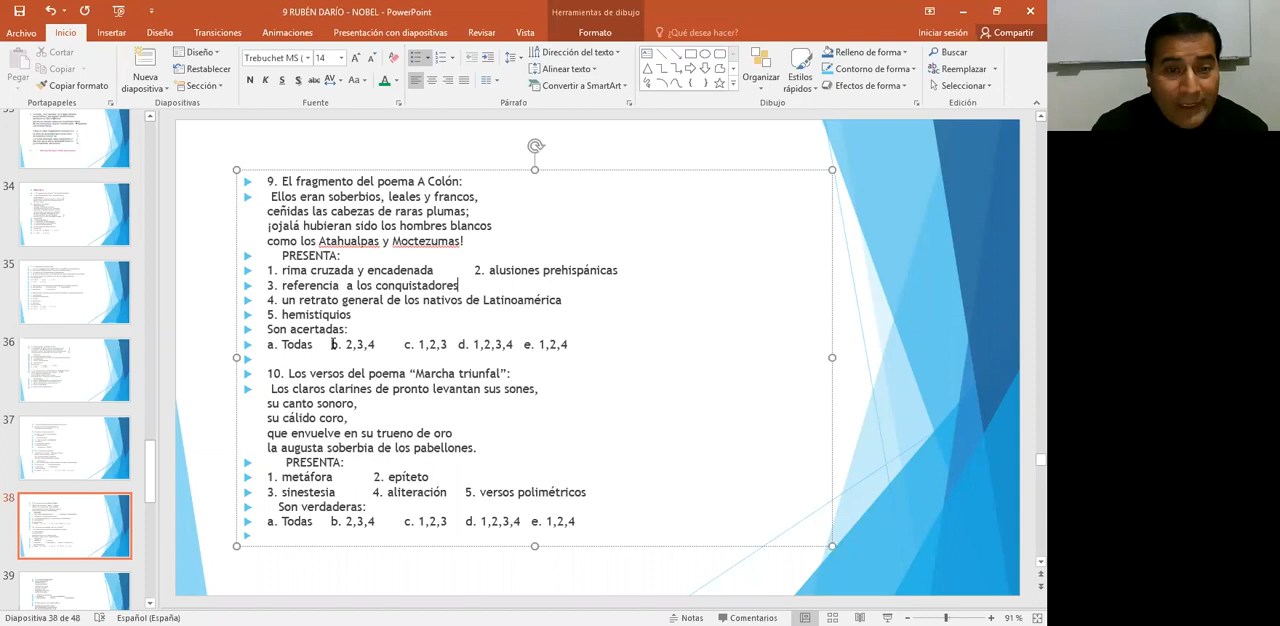 9 RUBÉN DARÍO - NOBEL - PowerPoint
Herramientas de dibujo
Archivo Inicio Insertar Diseño Transiciones Animaciones Presentación con diapositivas Revisar Vista Formato ¿Qué desea hacer? Iniciar sesión Compartir
Pegar
Cortar
Copiar
Copiar formato
Portapapeles
Nueva diapositiva
Diseño
Restablecer
Sección
Diapositivas
Trebuchet MS ( 14
N K S S abc AV Aa A
Fuente
Dirección del texto
Alinear texto
Convertir a SmartArt
Párrafo
Organizar
Estilos rápidos
Relleno de forma
Contorno de forma
Efectos de forma
Dibujo
Buscar
Reemplazar
Seleccionar
Edición
34
35
36
37
38
39
9. El fragmento del poema A Colón:
Ellos eran soberbios, leales y francos,
ceñidas las cabezas de raras plumas;
¡ojalá hubieran sido los hombres blancos
como los Atahualpas y Moctezumas!
PRESENTA:
1. rima cruzada y encadenada 2. alusiones prehispánicas
3. referencia a los conquistadores
4. un retrato general de los nativos de Latinoamérica
5. hemistiquios
Son acertadas:
a. Todas b. 2,3,4 c. 1,2,3 d. 1,2,3,4 e. 1,2,4
10. Los versos del poema “Marcha triunfal”:
Los claros clarines de pronto levantan sus sones,
su canto sonoro,
su cálido coro,
que envuelve en su trueno de oro
la augusta soberbia de los pabellones.
PRESENTA:
1. metáfora 2. epíteto
3. sinestesia 4. aliteración 5. versos polimétricos
Son verdaderas:
a. Todas b. 2,3,4 c. 1,2,3 d. 1,2,3,4 e. 1,2,4
Diapositiva 38 de 48 Español (España) Notas Comentarios 91 %